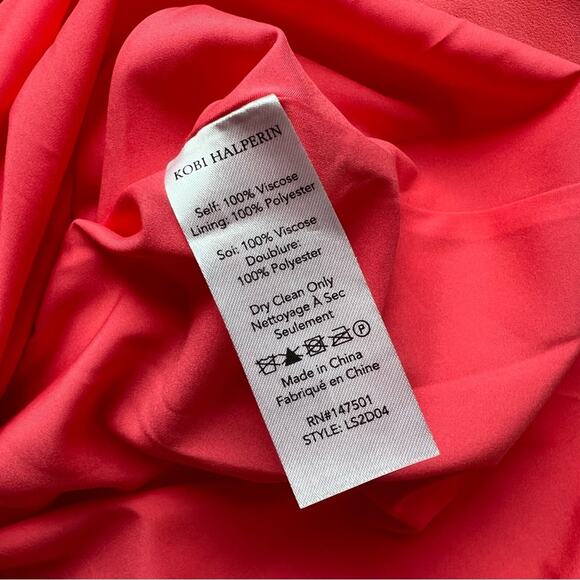 KOBI HALPERIN
Self: 100% Viscose
Lining: 100% Polyester
Soi: 100% Viscose
Doublure:
100% Polyester
Dry Clean Only
Nettoyage À Sec
Seulement
P
Made in China
Fabriqué en Chine
RN#147501
STYLE: LS2D04